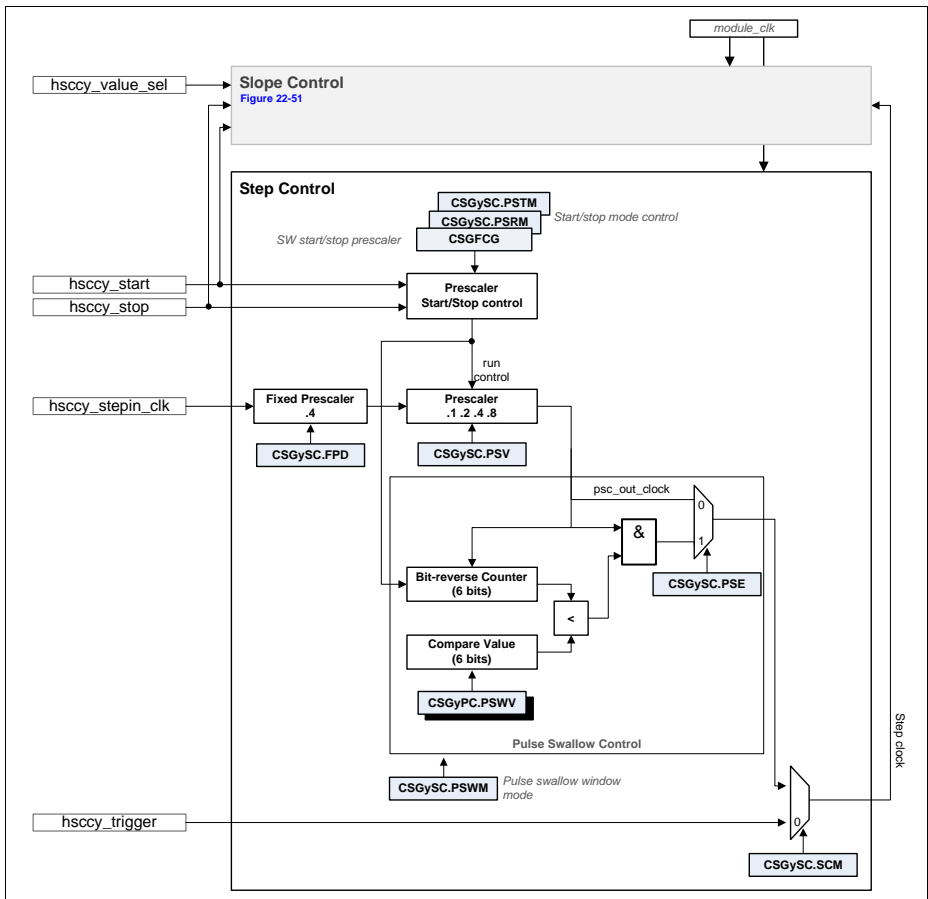 module_clk
hsccy_value_sel
Slope Control
Figure 22-51
Step Control
CSGySC.PSTM
CSGySC.PSRM
CSGFCG
Start/stop mode control
SW start/stop prescaler
hsccy_start
hsccy_stop
Prescaler
Start/Stop control
run
control
hsccy_stepin_clk
Fixed Prescaler
.4
Prescaler
.1 .2 .4 .8
CSGySC.FPD
CSGySC.PSV
psc_out_clock
0
1
&
CSGySC.PSE
Bit-reverse Counter
(6 bits)
<
Compare Value
(6 bits)
CSGyPC.PSWV
Pulse Swallow Control
Step clock
CSGySC.PSWM
Pulse swallow window
mode
hsccy_trigger
0
CSGySC.SCM